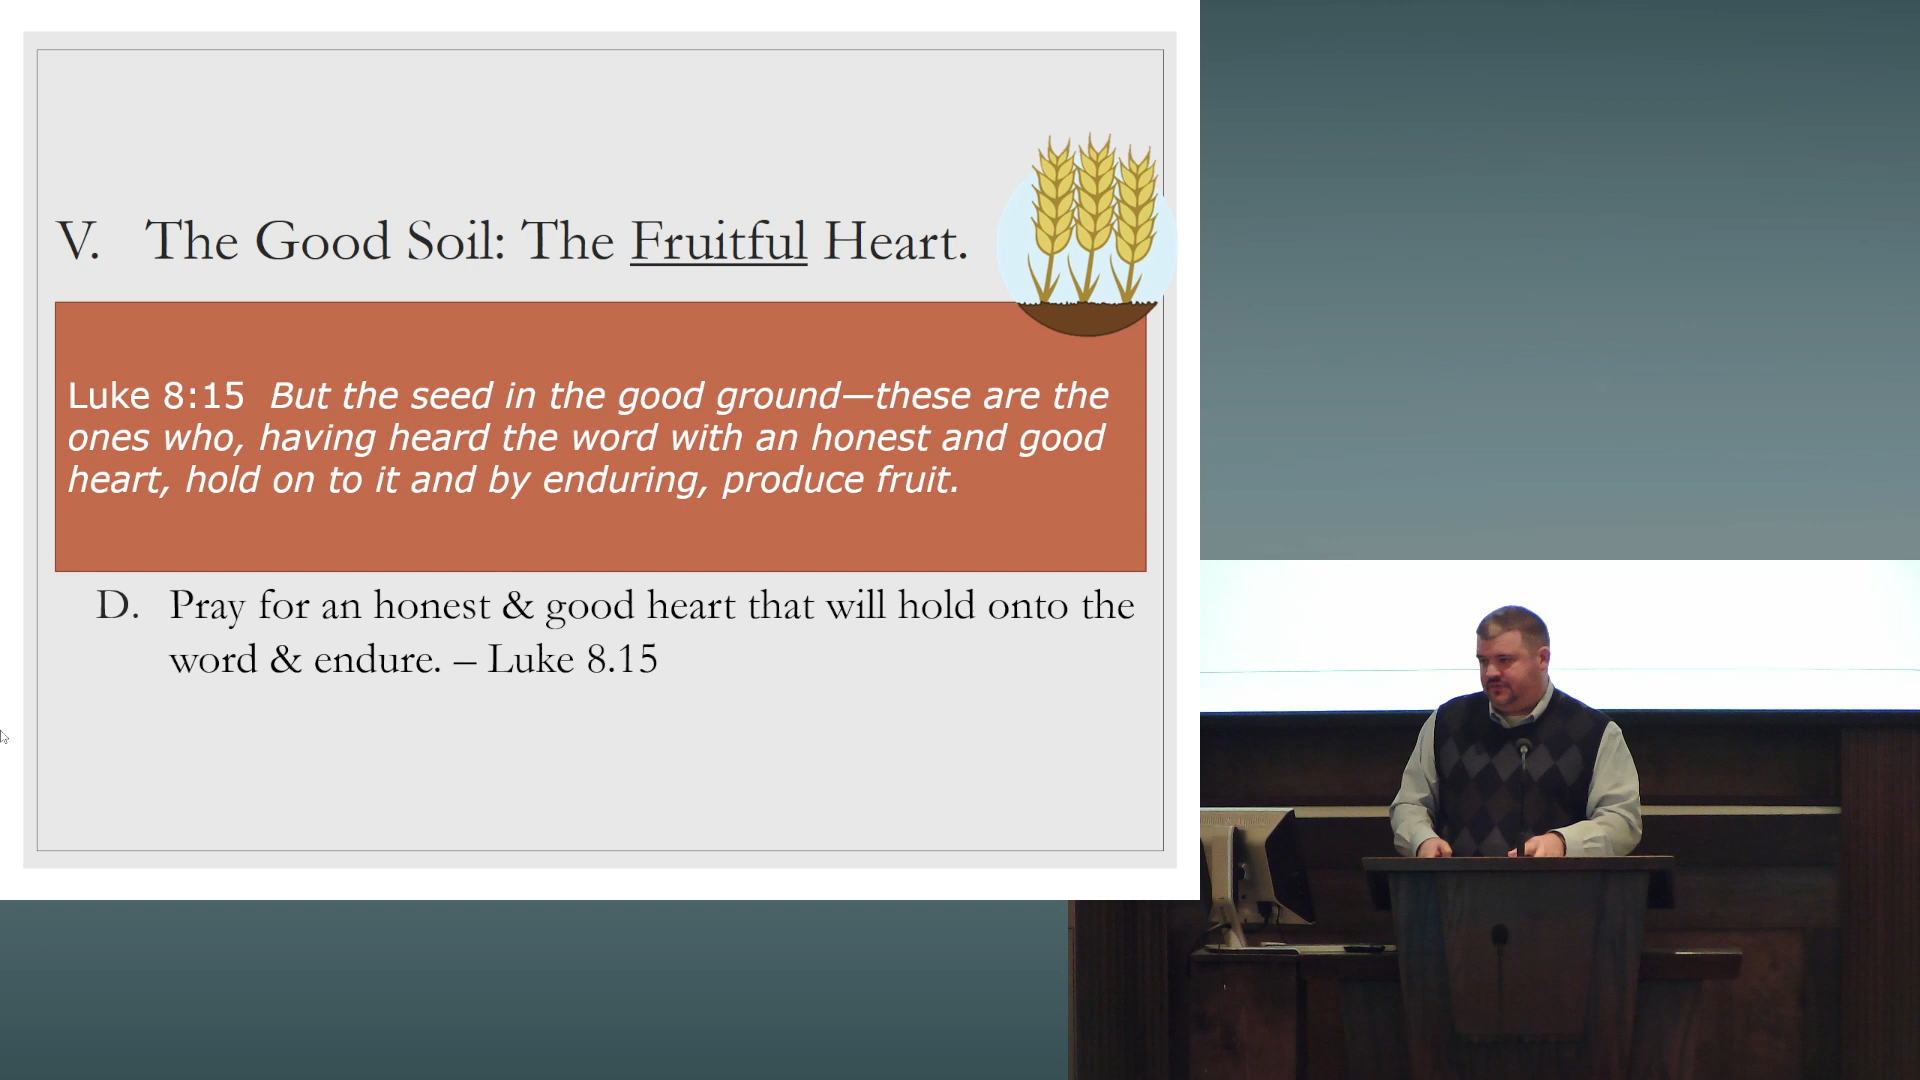 V. The Good Soil: The Fruitful Heart.
Luke 8:15 But the seed in the good ground—these are the
ones who, having heard the word with an honest and good
heart, hold on to it and by enduring, produce fruit.
D. Pray for an honest & good heart that will hold onto the
word & endure. – Luke 8.15